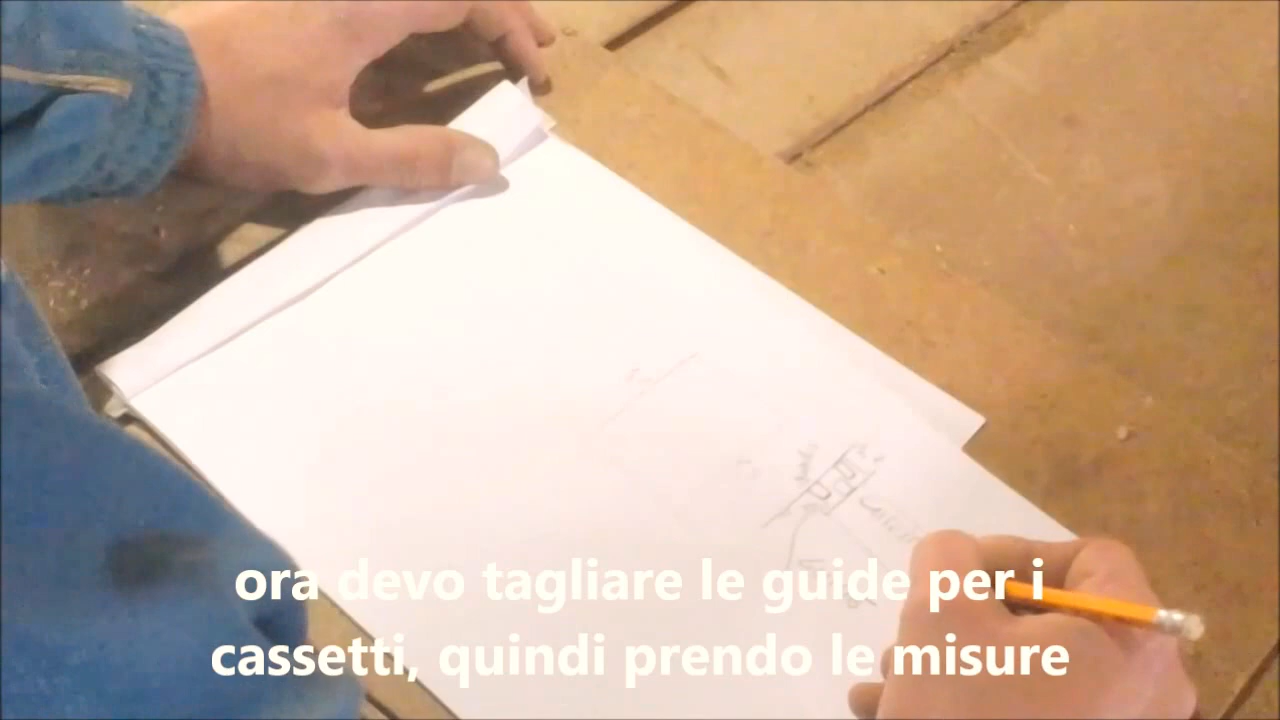 ora devo tagliare le guide per i
cassetti, quindi prendo le misure